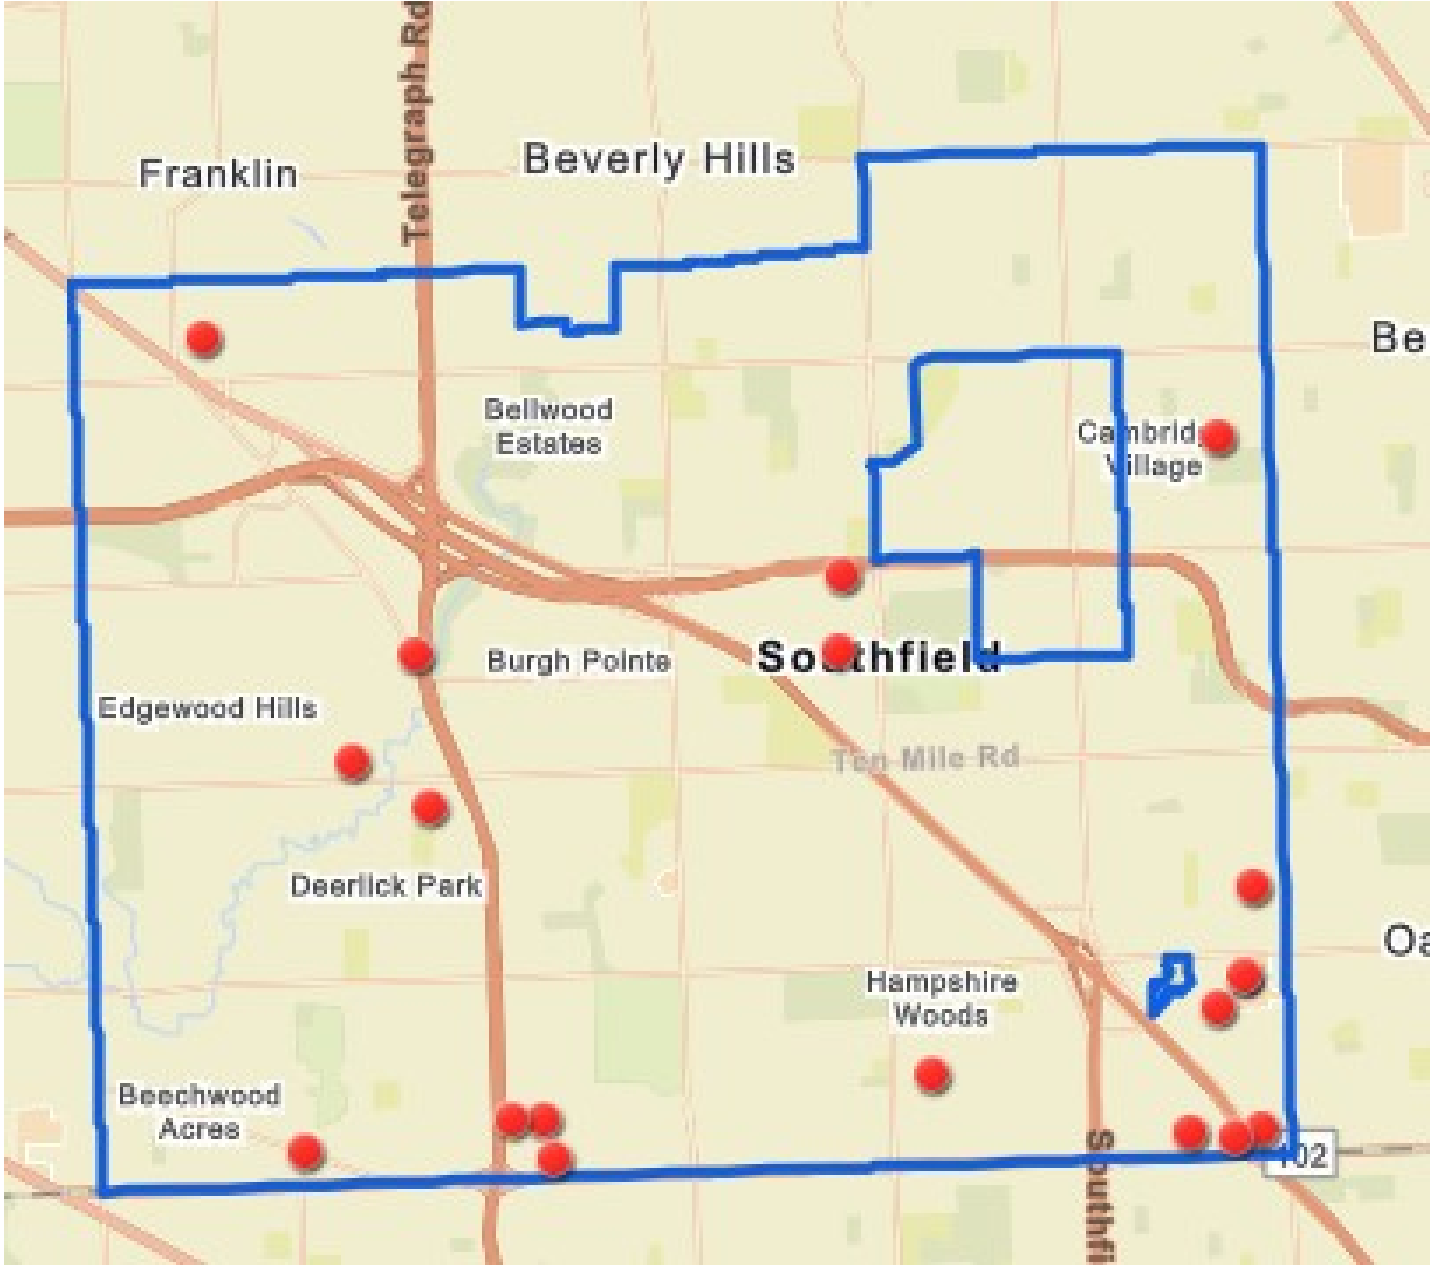 Telegraph Rd
Franklin
Beverly Hills
Be
Bellwood
Estates
Cambrid
Village
Southfield
Burgh Pointe
Edgewood Hills
Ten Mile Rd
Deerlick Park
Oa
Hampshire
Woods
Beechwood
Acres
Southfi
102